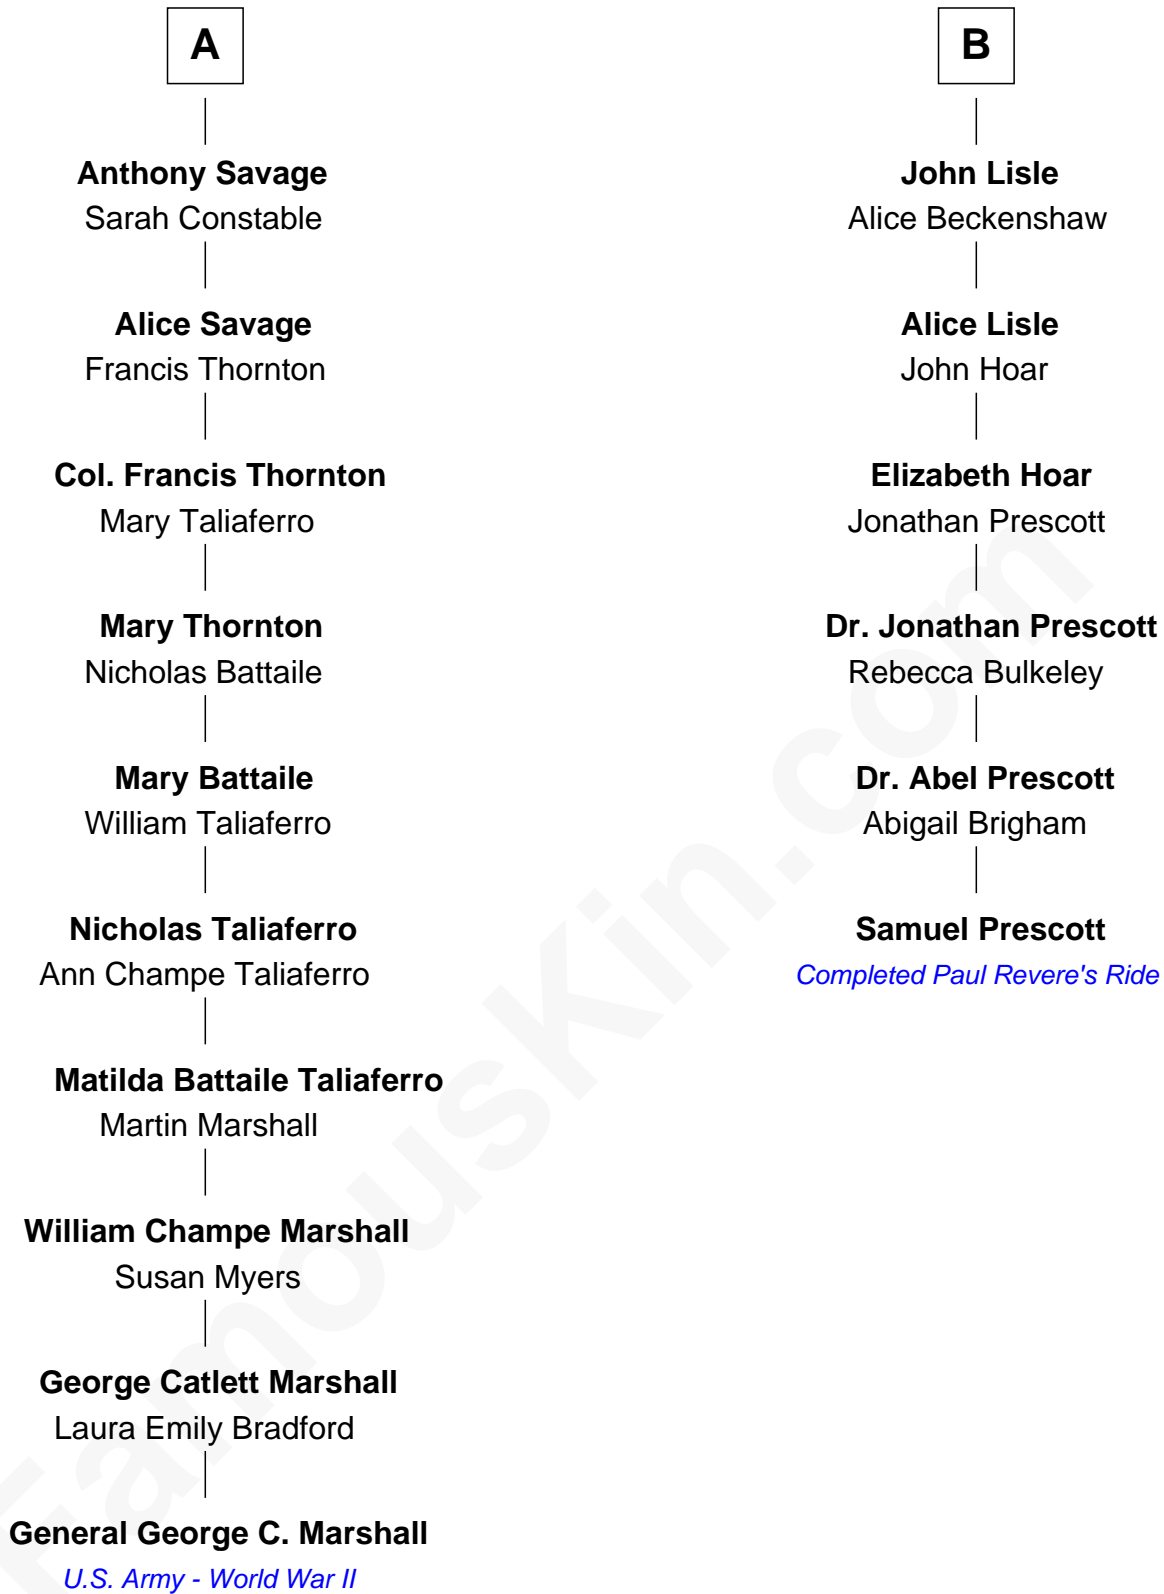 A
Anthony Savage
Sarah Constable
Alice Savage
Francis Thornton
Col. Francis Thornton
Mary Taliaferro
Mary Thornton
Nicholas Battaile
Mary Battaile
William Taliaferro
Nicholas Taliaferro
Ann Champe Taliaferro
Matilda Battaile Taliaferro
Martin Marshall
William Champe Marshall
Susan Myers
George Catlett Marshall
Laura Emily Bradford
General George C. Marshall
U.S. Army - World War II
B
John Lisle
Alice Beckenshaw
Alice Lisle
John Hoar
Elizabeth Hoar
Jonathan Prescott
Dr. Jonathan Prescott
Rebecca Bulkeley
Dr. Abel Prescott
Abigail Brigham
Samuel Prescott
Completed Paul Revere's Ride
FamousKin.com